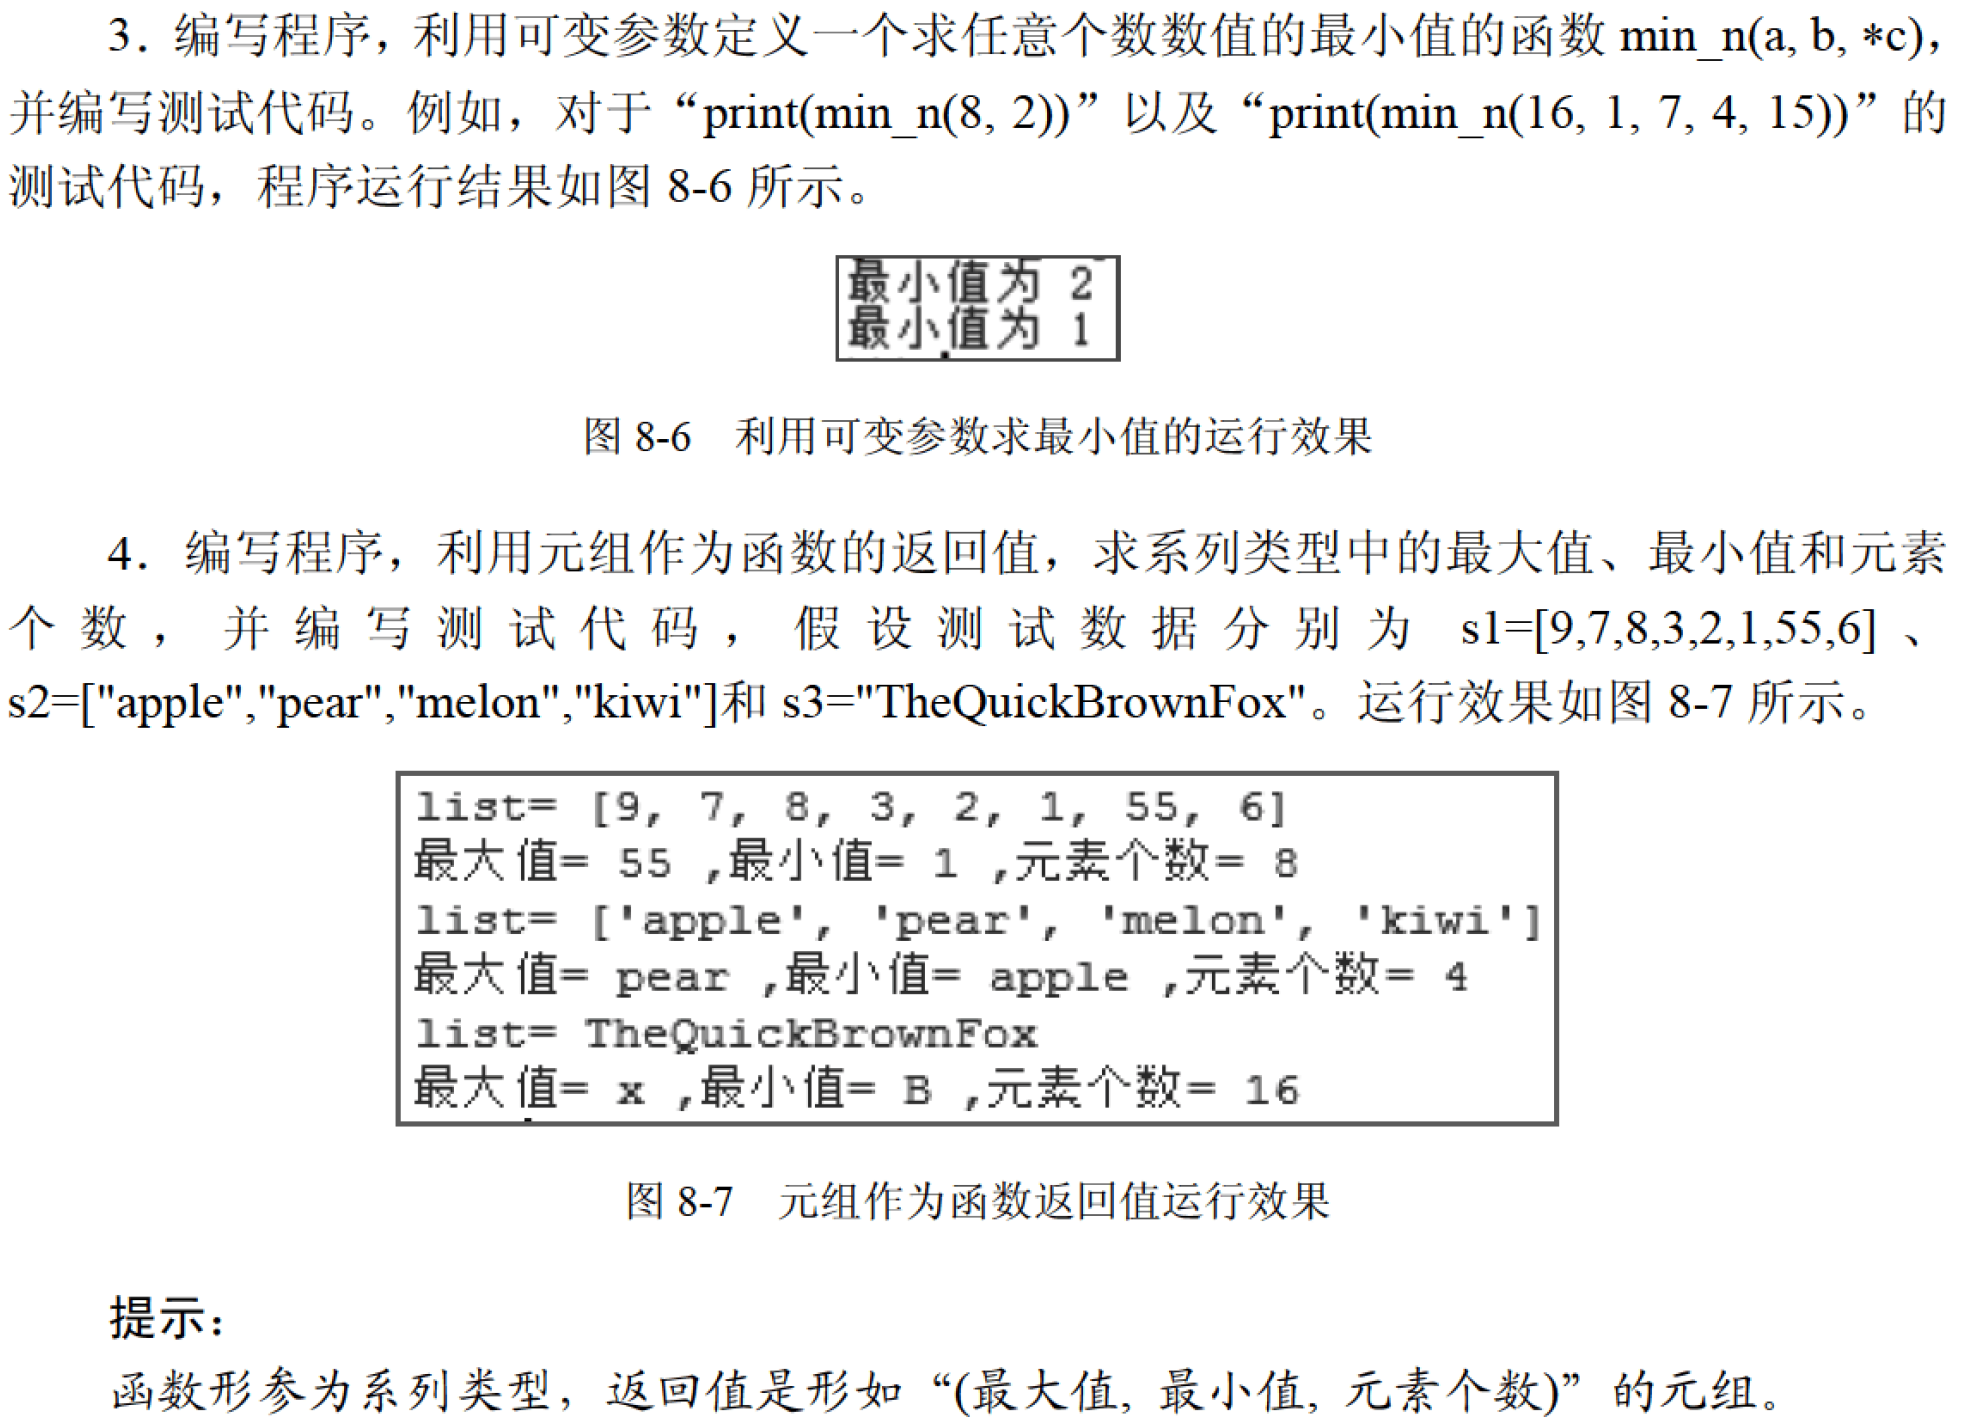 3．编写程序，利用可变参数定义一个求任意个数数值的最小值的函数 min_n(a, b, *c)，
并编写测试代码。例如，对于“print(min_n(8, 2))”以及“print(min_n(16, 1, 7, 4, 15))”的
测试代码，程序运行结果如图 8-6 所示。
最小值为 2
最小值为 1
图 8-6 利用可变参数求最小值的运行效果
4．编写程序，利用元组作为函数的返回值，求系列类型中的最大值、最小值和元素
个数，并编写测试代码，假设测试数据分别为 s1=[9,7,8,3,2,1,55,6]、
s2=["apple","pear","melon","kiwi"]和 s3="TheQuickBrownFox"。运行效果如图 8-7 所示。
list= [9, 7, 8, 3, 2, 1, 55, 6]
最大值= 55 ,最小值= 1 ,元素个数= 8
list= ['apple', 'pear', 'melon', 'kiwi']
最大值= pear ,最小值= apple ,元素个数= 4
list= TheQuickBrownFox
最大值= x ,最小值= B ,元素个数= 16
图 8-7 元组作为函数返回值运行效果
提示：
函数形参为系列类型，返回值是形如“(最大值, 最小值, 元素个数)”的元组。